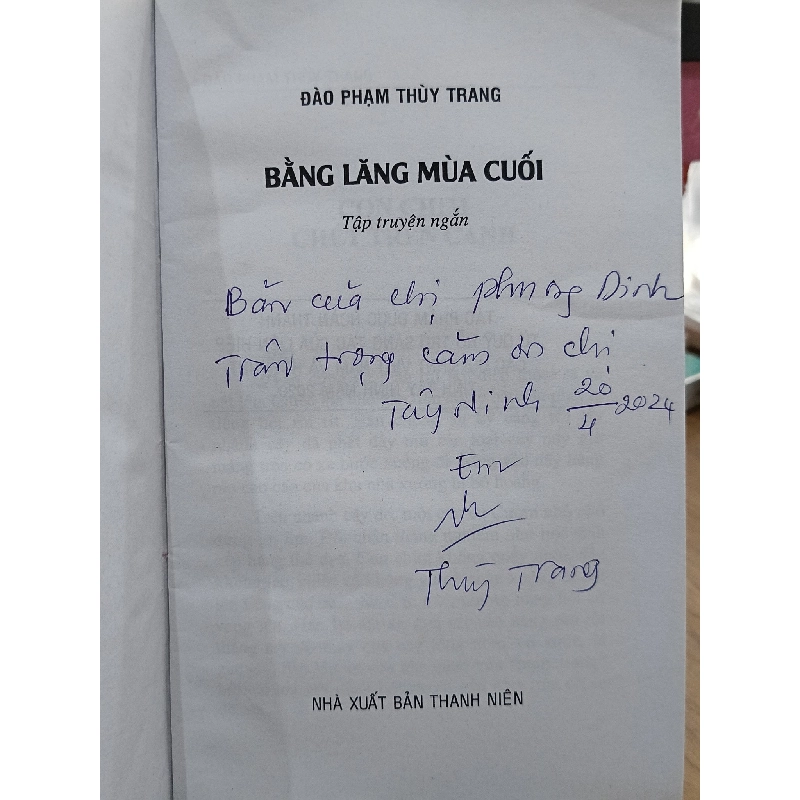 ĐÀO PHẠM THÙY TRANG
BẰNG LĂNG MÙA CUỐI
Tập truyện ngắn
Bản của chị Phương Dinh
Trân trọng cảm ơn chị
Tây Ninh 20/4 2024
Em
Thùy Trang
NHÀ XUẤT BẢN THANH NIÊN